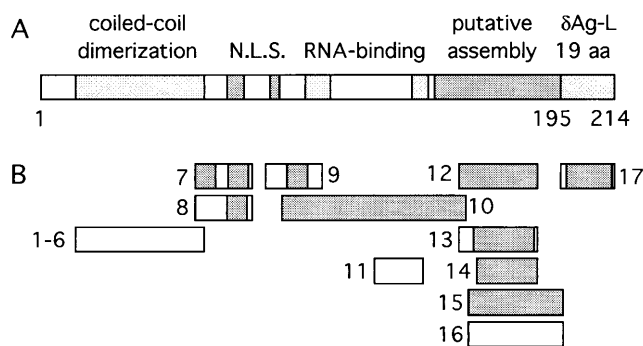 A
coiled-coil dimerization
N.L.S.
RNA-binding
putative assembly
δAg-L 19 aa
1
195
214
B
7
9
12
17
8
10
1-6
13
11
14
15
16